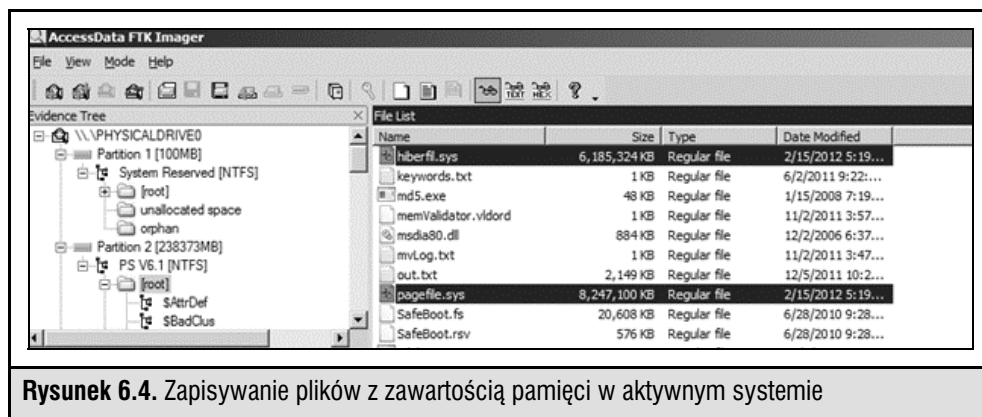 AccessData FTK Imager
File View Mode Help
Evidence Tree
\\.\PHYSICALDRIVE0
Partition 1 [100MB]
System Reserved [NTFS]
[root]
unallocated space
orphan
Partition 2 [238373MB]
PS V6.1 [NTFS]
[root]
$AttrDef
$BadClus
File List
Name Size Type Date Modified
hiberfil.sys 6,185,324 KB Regular file 2/15/2012 5:19...
keywords.txt 1 KB Regular file 6/2/2011 9:22:...
md5.exe 48 KB Regular file 1/15/2008 7:19...
memValidator.vldord 1 KB Regular file 11/2/2011 3:57...
msdia80.dll 884 KB Regular file 12/2/2006 6:37...
mvLog.txt 1 KB Regular file 11/2/2011 3:47...
out.txt 2,149 KB Regular file 12/5/2011 10:2...
pagefile.sys 8,247,100 KB Regular file 2/15/2012 5:19...
SafeBoot.fs 20,608 KB Regular file 6/28/2010 9:28...
SafeBoot.rsv 576 KB Regular file 6/28/2010 9:28...
Rysunek 6.4. Zapisywanie plików z zawartością pamięci w aktywnym systemie